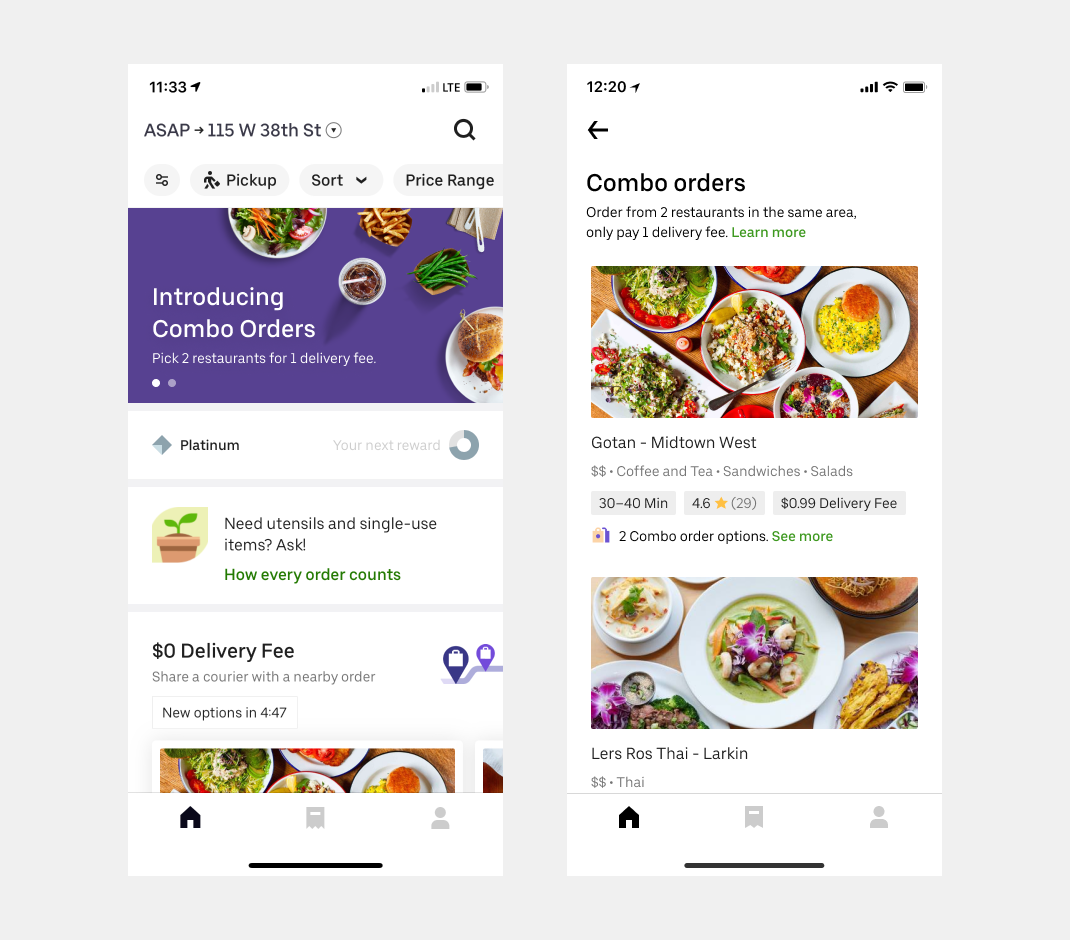 11:33
LTE
ASAP → 115 W 38th St
Pickup
Sort
Price Range
Introducing
Combo Orders
Pick 2 restaurants for 1 delivery fee.
Platinum
Your next reward
Need utensils and single-use
items? Ask!
How every order counts
$0 Delivery Fee
Share a courier with a nearby order
New options in 4:47
12:20
Combo orders
Order from 2 restaurants in the same area,
only pay 1 delivery fee. Learn more
Gotan - Midtown West
$$ • Coffee and Tea • Sandwiches • Salads
30–40 Min
4.6 ★ (29)
$0.99 Delivery Fee
2 Combo order options. See more
Lers Ros Thai - Larkin
$$ • Thai